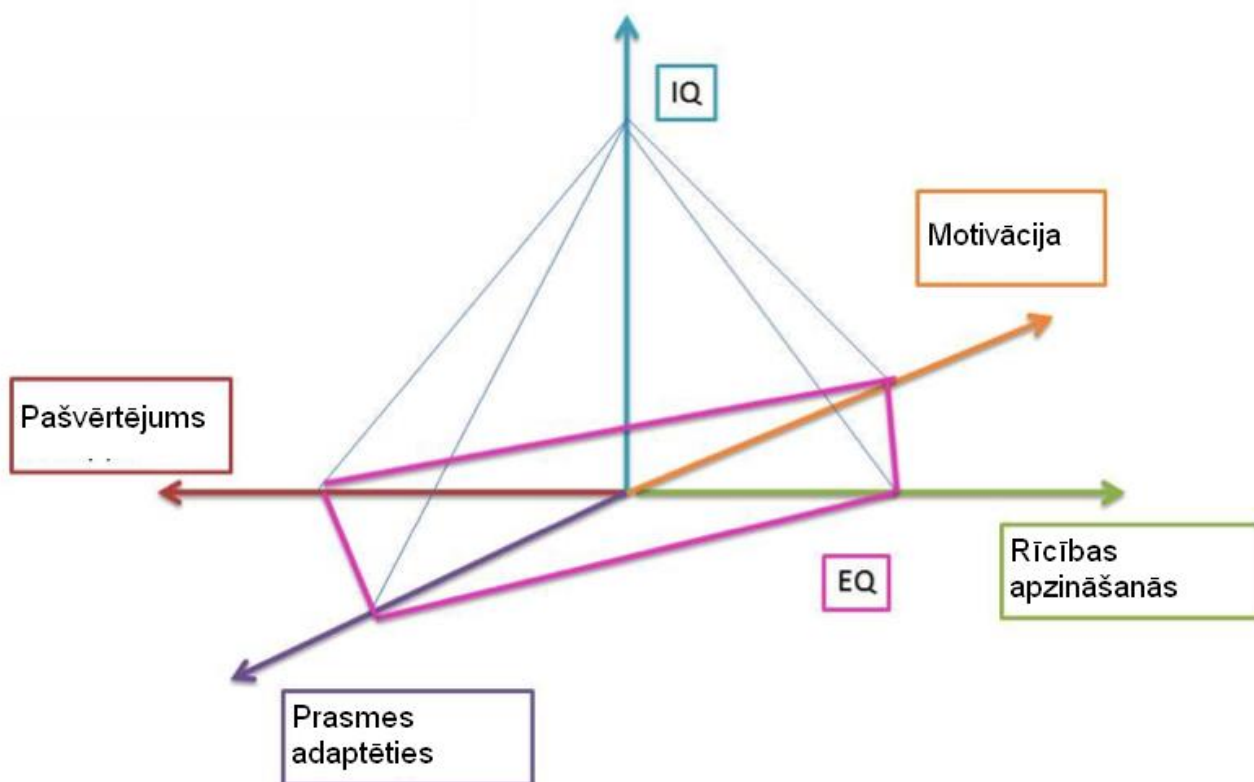 IQ
Motivācija
Pašvērtējums
Rīcības
apzināšanās
EQ
Prasmes
adaptēties